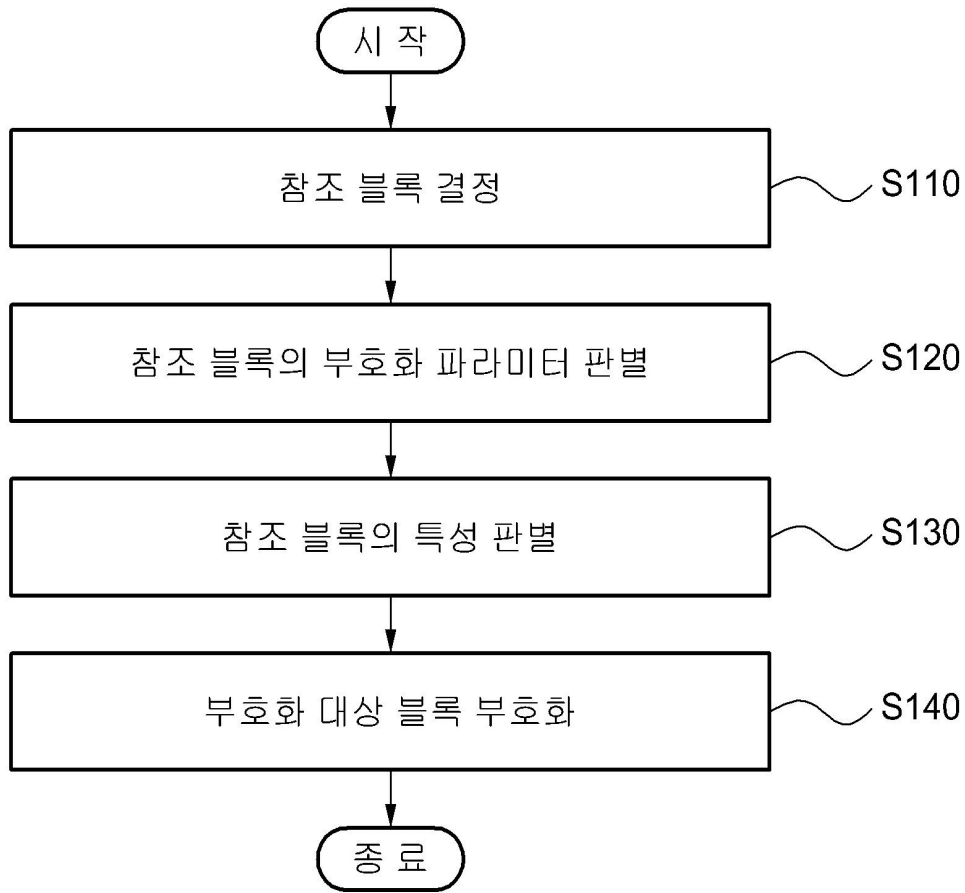 시 작
참조 블록 결정
S110
참조 블록의 부호화 파라미터 판별
S120
참조 블록의 특성 판별
S130
부호화 대상 블록 부호화
S140
종 료